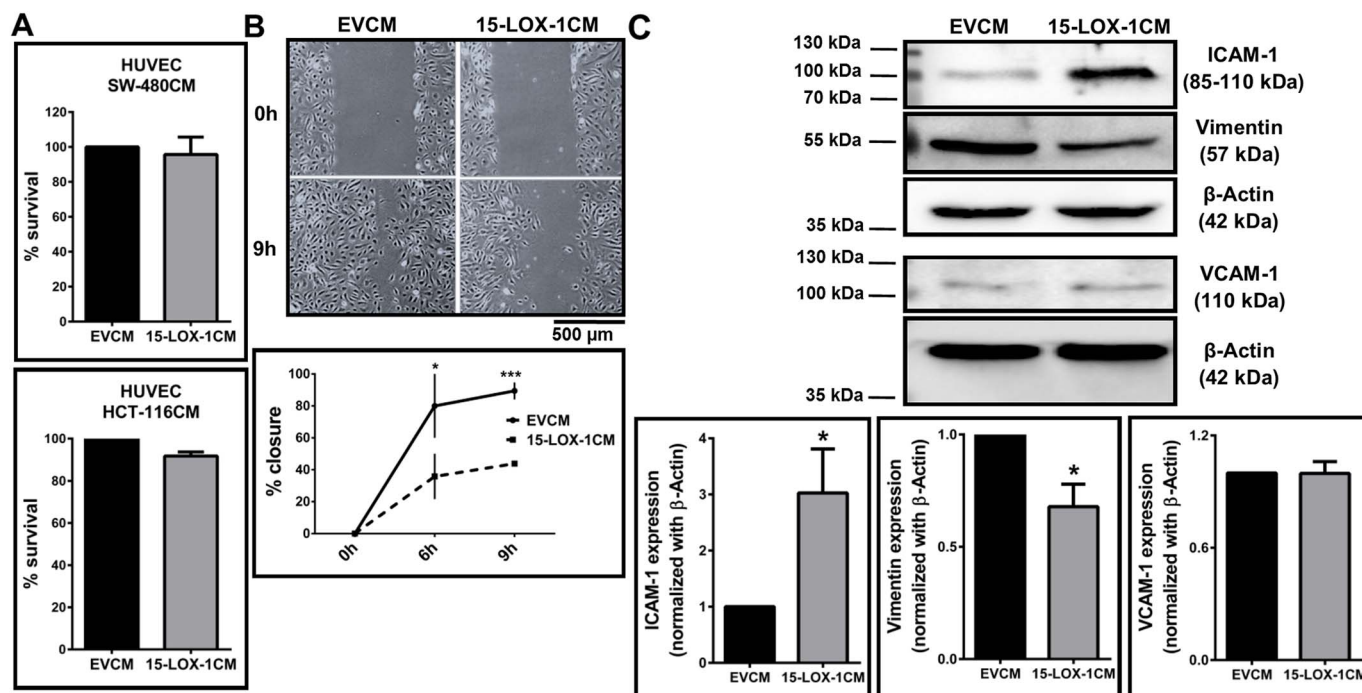 A
HUVEC
SW-480CM
% survival
120
100
80
60
40
20
0
EVCM 15-LOX-1CM
HUVEC
HCT-116CM
% survival
100
80
60
40
20
0
EVCM 15-LOX-1CM
B
EVCM 15-LOX-1CM
0h
9h
500 µm
% closure
100
80
60
40
20
0
* ***
EVCM
15-LOX-1CM
0h 6h 9h
C
EVCM 15-LOX-1CM
130 kDa
100 kDa
70 kDa
ICAM-1
(85-110 kDa)
55 kDa
Vimentin
(57 kDa)
35 kDa
β-Actin
(42 kDa)
130 kDa
100 kDa
VCAM-1
(110 kDa)
35 kDa
β-Actin
(42 kDa)
ICAM-1 expression
(normalized with β-Actin)
4
3
2
1
0
*
EVCM 15-LOX-1CM
Vimentin expression
(normalized with β-Actin)
1.0
0.5
0.0
*
EVCM 15-LOX-1CM
VCAM-1 expression
(normalized with β-Actin)
1.2
0.6
0.0
EVCM 15-LOX-1CM